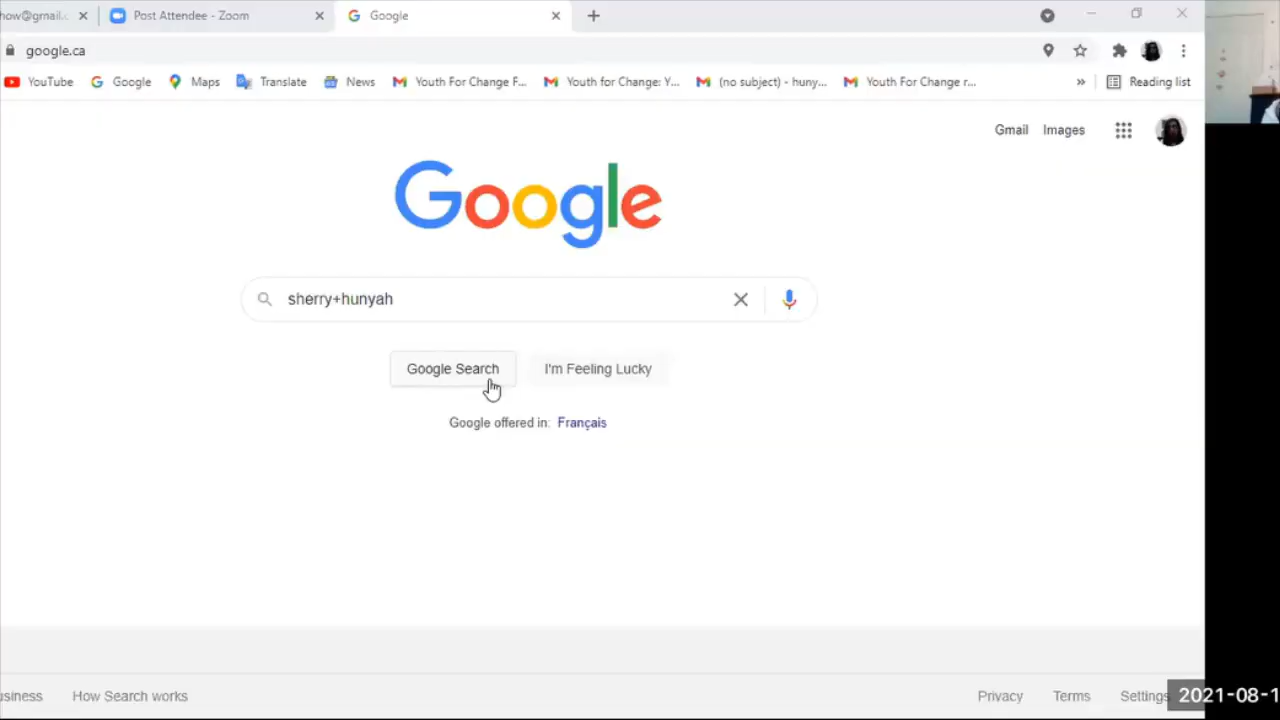 how@gmail.c
Post Attendee - Zoom
Google
google.ca
YouTube
Google
Maps
Translate
News
Youth For Change F...
Youth for Change: Y...
(no subject) - huny...
Youth For Change r...
»
Reading list
Gmail
Images
Google
sherry+hunyah
Google Search
I'm Feeling Lucky
Google offered in: Français
usiness
How Search works
Privacy
Terms
Settings
2021-08-1